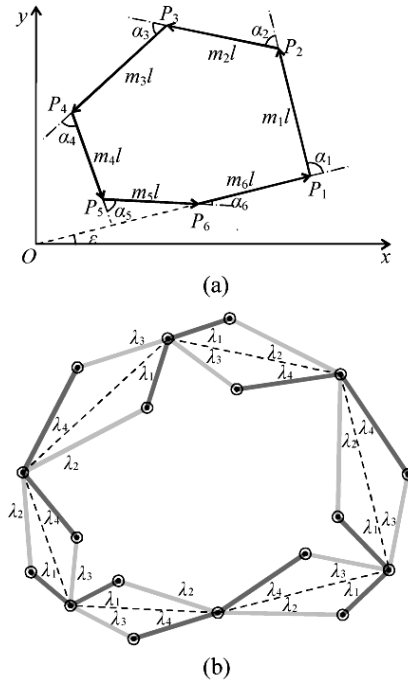 y
P₃
α₃
α₂
P₂
m₂l
m₃l
P₄
α₄
m₁l
m₄l
α₁
m₆l
P₁
P₅
m₅l
α₅
P₆
α₆
ε
O
x
(a)
λ₃
λ₁
λ₃
λ₂
λ₁
λ₄
λ₄
λ₂
λ₂
λ₄
λ₂
λ₄
λ₁
λ₃
λ₁
λ₃
λ₁
λ₂
λ₃
λ₄
λ₄
λ₃
λ₂
λ₁
(b)